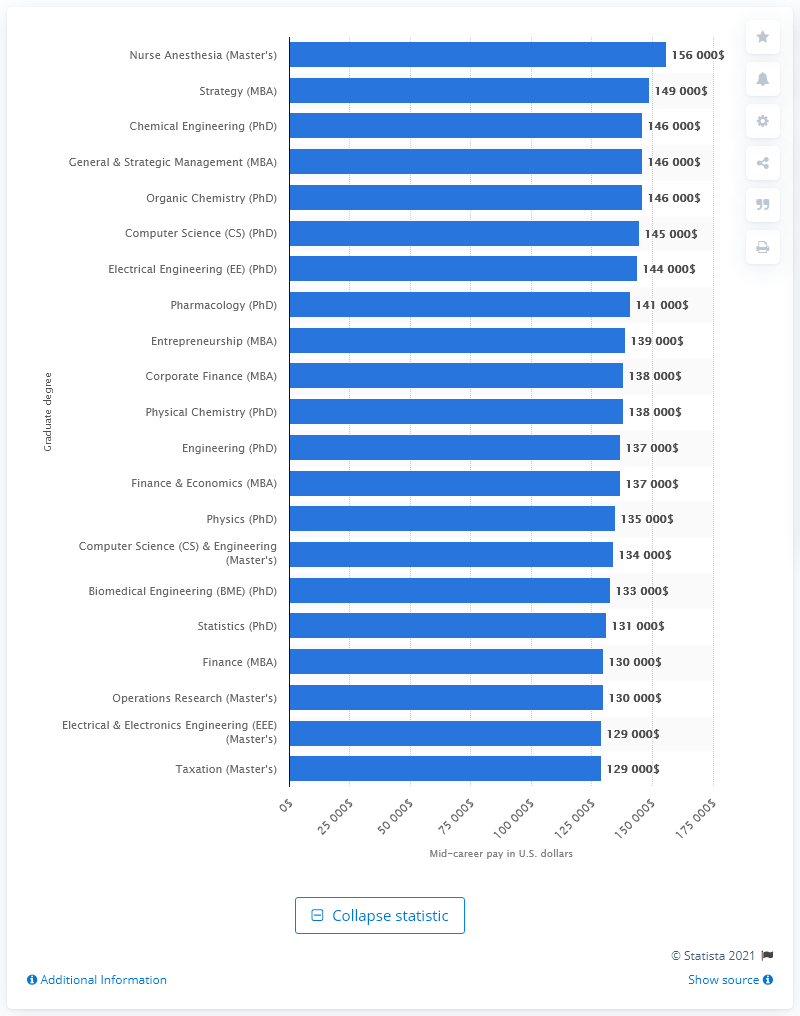 Nurse Anesthesia (Master's) 156 000$
Strategy (MBA) 149 000$
Chemical Engineering (PhD) 146 000$
General & Strategic Management (MBA) 146 000$
Organic Chemistry (PhD) 146 000$
Computer Science (CS) (PhD) 145 000$
Electrical Engineering (EE) (PhD) 144 000$
Pharmacology (PhD) 141 000$
Entrepreneurship (MBA) 139 000$
Corporate Finance (MBA) 138 000$
Physical Chemistry (PhD) 138 000$
Engineering (PhD) 137 000$
Finance & Economics (MBA) 137 000$
Physics (PhD) 135 000$
Computer Science (CS) & Engineering
(Master's) 134 000$
Biomedical Engineering (BME) (PhD) 133 000$
Statistics (PhD) 131 000$
Finance (MBA) 130 000$
Operations Research (Master's) 130 000$
Electrical & Electronics Engineering (EEE)
(Master's) 129 000$
Taxation (Master's) 129 000$
Graduate degree
0$ 25 000$ 50 000$ 75 000$ 100 000$ 125 000$ 150 000$ 175 000$
Mid-career pay in U.S. dollars
Collapse statistic
© Statista 2021
Additional Information
Show source